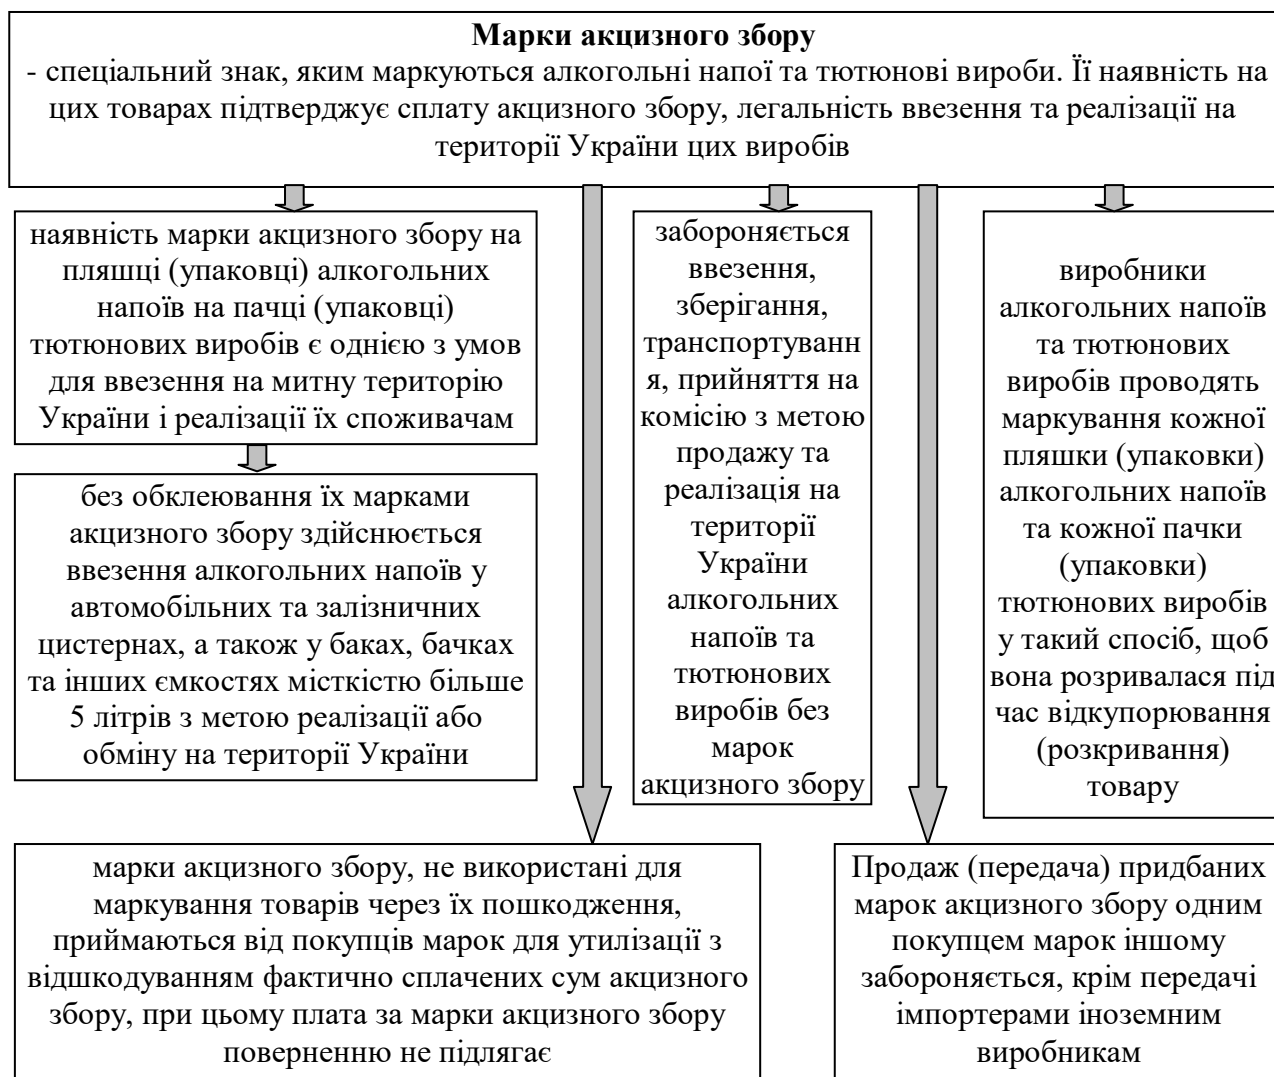 Марки акцизного збору
- спеціальний знак, яким маркуються алкогольні напої та тютюнові вироби. Її наявність на
цих товарах підтверджує сплату акцизного збору, легальність ввезення та реалізації на
території України цих виробів
наявність марки акцизного збору на
пляшці (упаковці) алкогольних
напоїв на пачці (упаковці)
тютюнових виробів є однією з умов
для ввезення на митну територію
України і реалізації їх споживачам
без обклеювання їх марками
акцизного збору здійснюється
ввезення алкогольних напоїв у
автомобільних та залізничних
цистернах, а також у баках, бачках
та інших ємкостях місткістю більше
5 літрів з метою реалізації або
обміну на території України
забороняється
ввезення,
зберігання,
транспортуванн
я, прийняття на
комісію з метою
продажу та
реалізація на
території
України
алкогольних
напоїв та
тютюнових
виробів без
марок
акцизного збору
виробники
алкогольних напоїв
та тютюнових
виробів проводять
маркування кожної
пляшки (упаковки)
алкогольних напоїв
та кожної пачки
(упаковки)
тютюнових виробів
у такий спосіб, щоб
вона розривалася під
час відкупорювання
(розкривання)
товару
марки акцизного збору, не використані для
маркування товарів через їх пошкодження,
приймаються від покупців марок для утилізації з
відшкодуванням фактично сплачених сум акцизного
збору, при цьому плата за марки акцизного збору
поверненню не підлягає
Продаж (передача) придбаних
марок акцизного збору одним
покупцем марок іншому
забороняється, крім передачі
імпортерами іноземним
виробникам